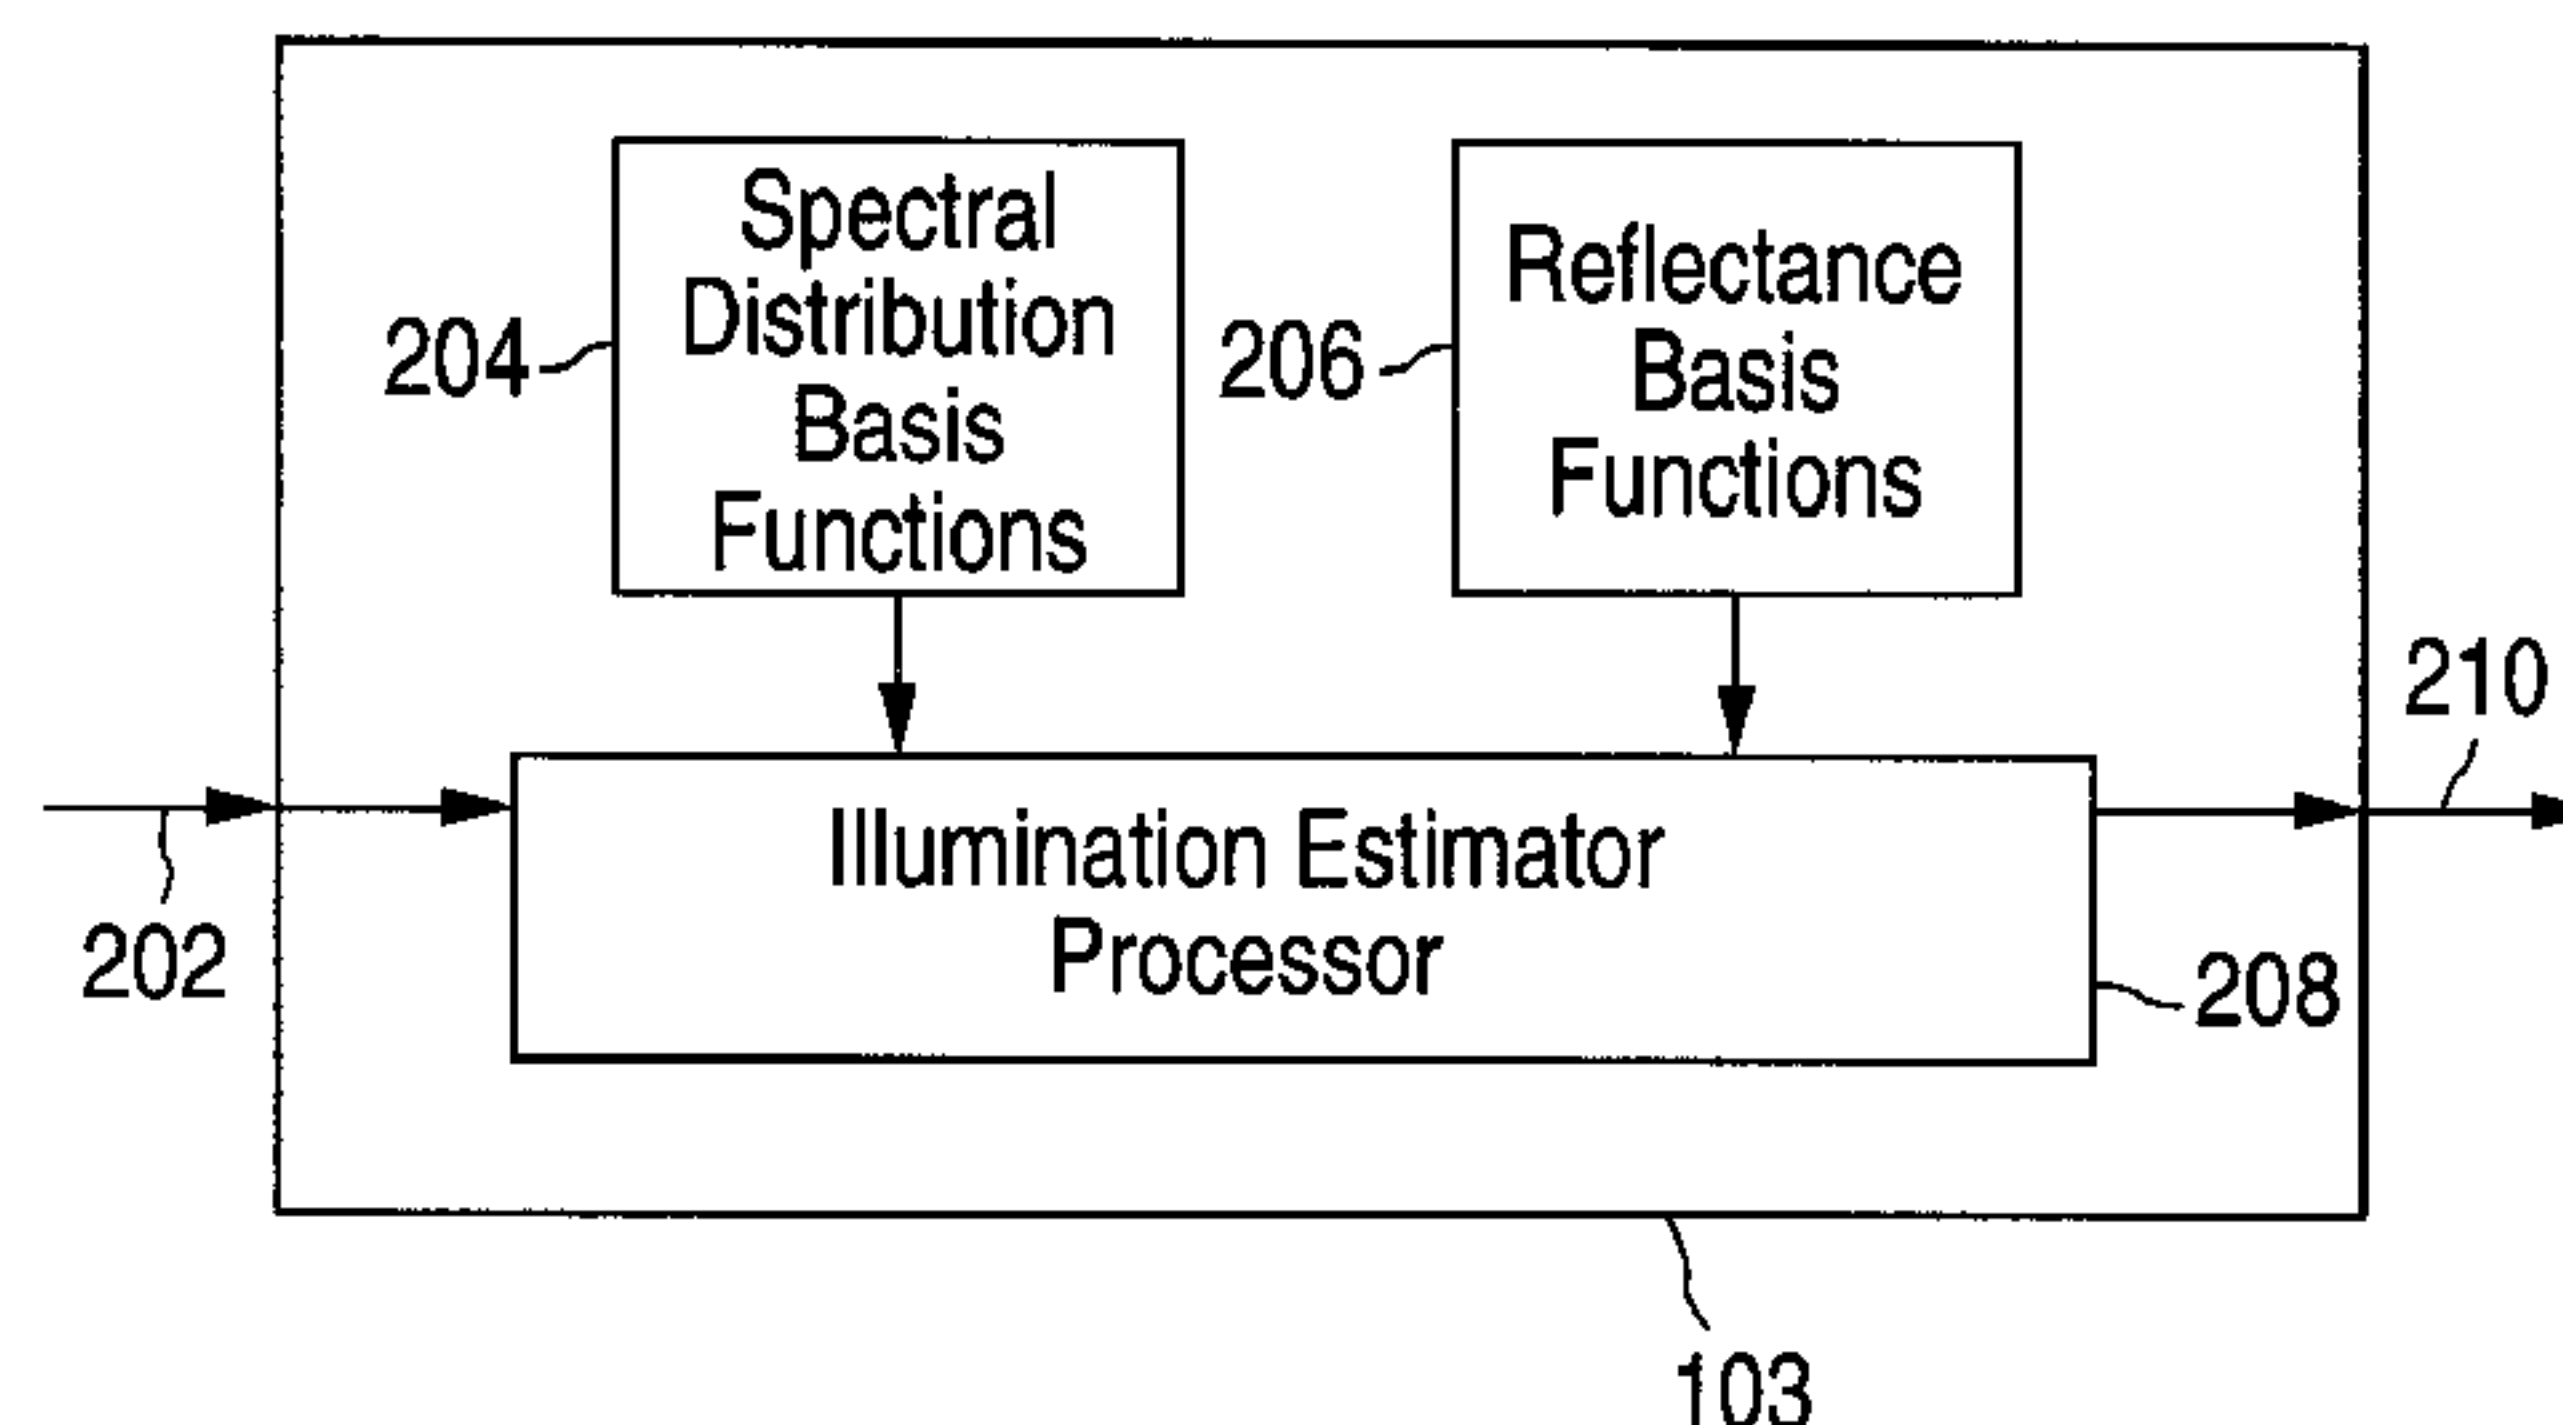 Spectral
Distribution
Basis
Functions
204
Reflectance
Basis
Functions
206
210
Illumination Estimator
Processor
202
208
103